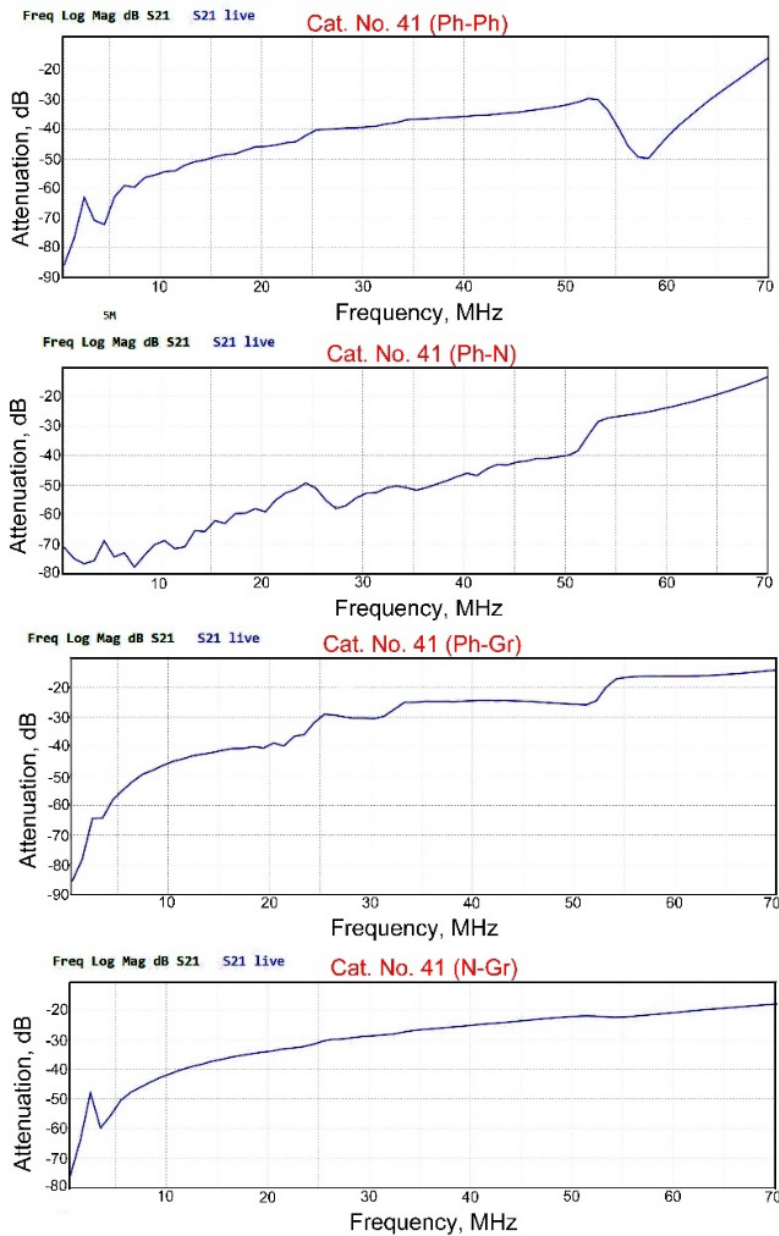 Freq Log Mag dB S21 S21 live
Cat. No. 41 (Ph-Ph)
Attenuation, dB
-20
-30
-40
-50
-60
-70
-80
-90
10 20 30 40 50 60 70
5M
Frequency, MHz
Freq Log Mag dB S21 S21 live
Cat. No. 41 (Ph-N)
Attenuation, dB
-20
-30
-40
-50
-60
-70
-80
10 20 30 40 50 60 70
Frequency, MHz
Freq Log Mag dB S21 S21 live
Cat. No. 41 (Ph-Gr)
Attenuation, dB
-20
-30
-40
-50
-60
-70
-80
-90
10 20 30 40 50 60 70
Frequency, MHz
Freq Log Mag dB S21 S21 live
Cat. No. 41 (N-Gr)
Attenuation, dB
-20
-30
-40
-50
-60
-70
-80
10 20 30 40 50 60 70
Frequency, MHz